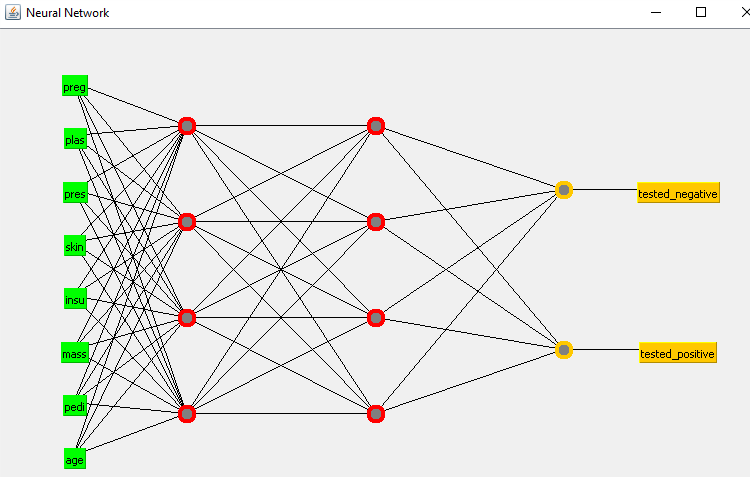 Neural Network
preg
plas
pres
skin
insu
mass
pedi
age
tested_negative
tested_positive